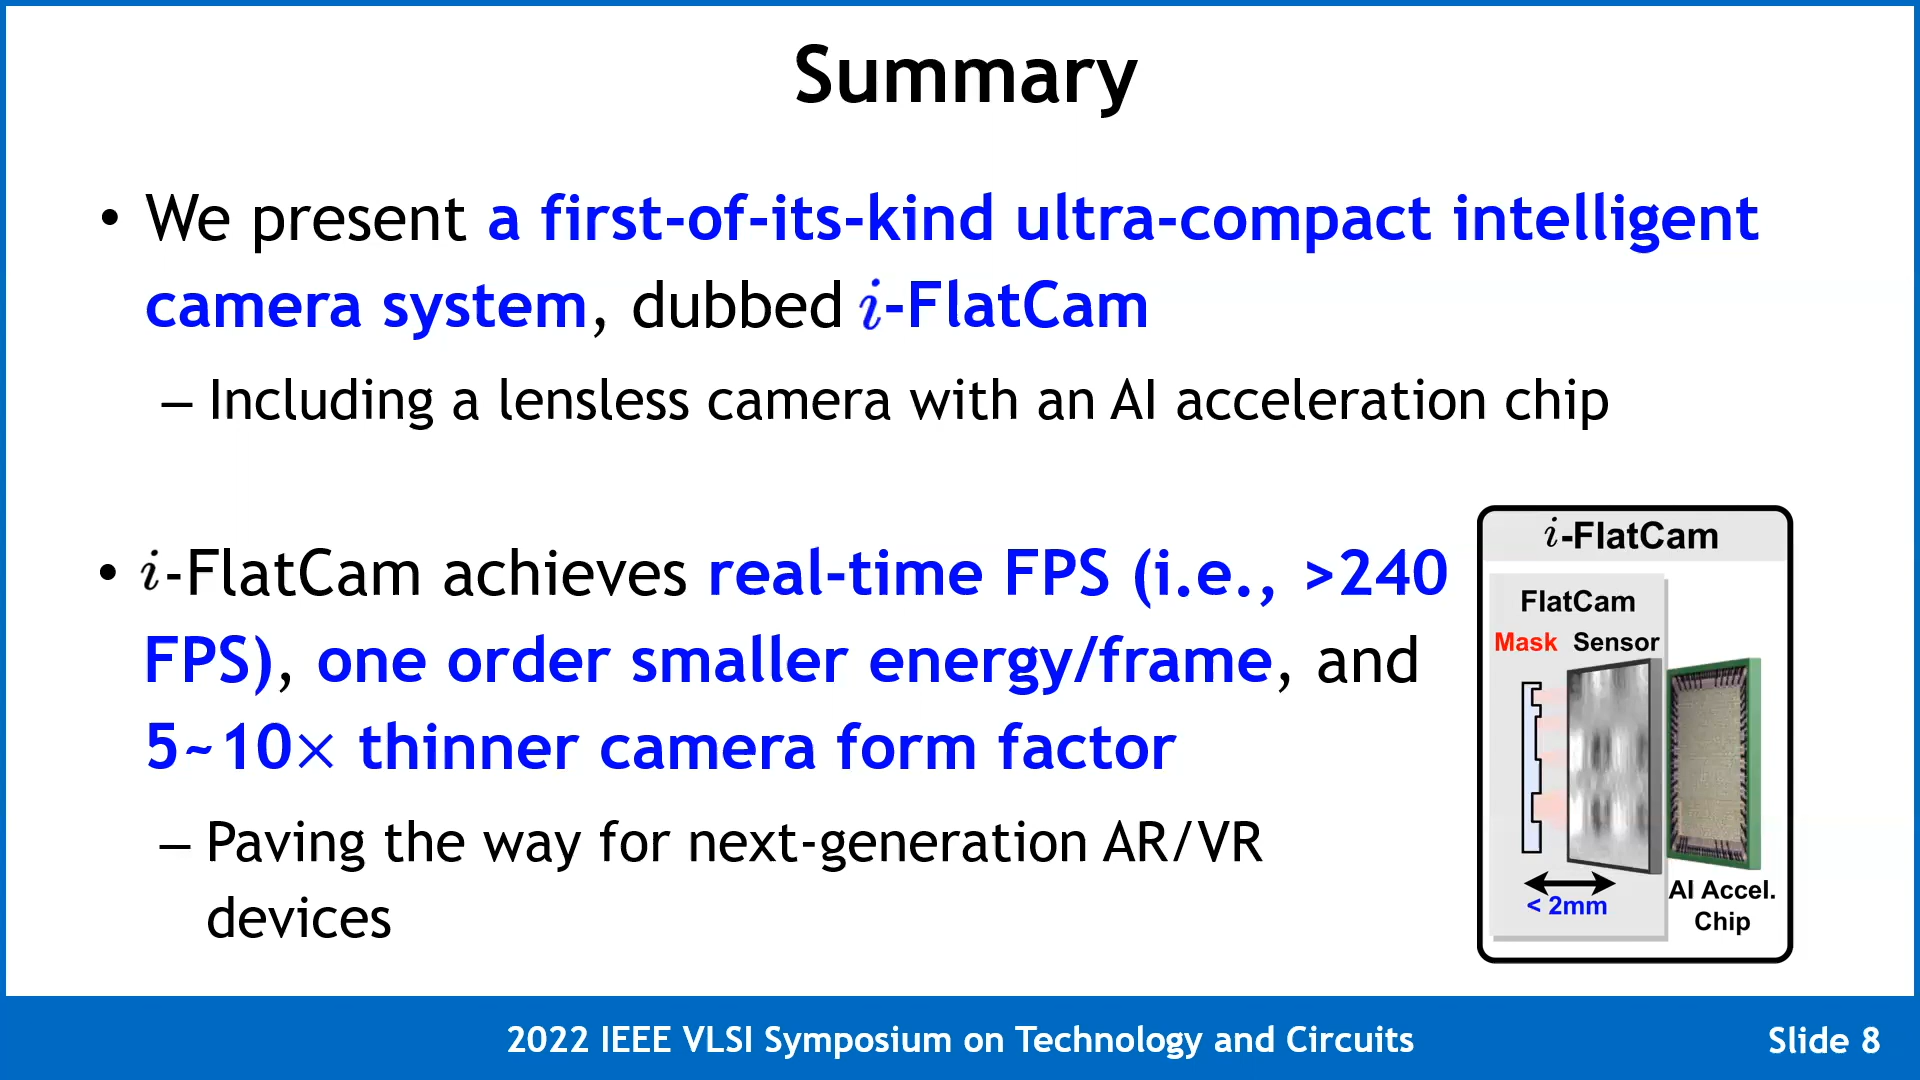 Summary
• We present a first-of-its-kind ultra-compact intelligent
camera system, dubbed i-FlatCam
– Including a lensless camera with an AI acceleration chip
• i-FlatCam achieves real-time FPS (i.e., >240
FPS), one order smaller energy/frame, and
5~10× thinner camera form factor
– Paving the way for next-generation AR/VR
devices
i-FlatCam
FlatCam
Mask Sensor
< 2mm
AI Accel.
Chip
2022 IEEE VLSI Symposium on Technology and Circuits
Slide 8